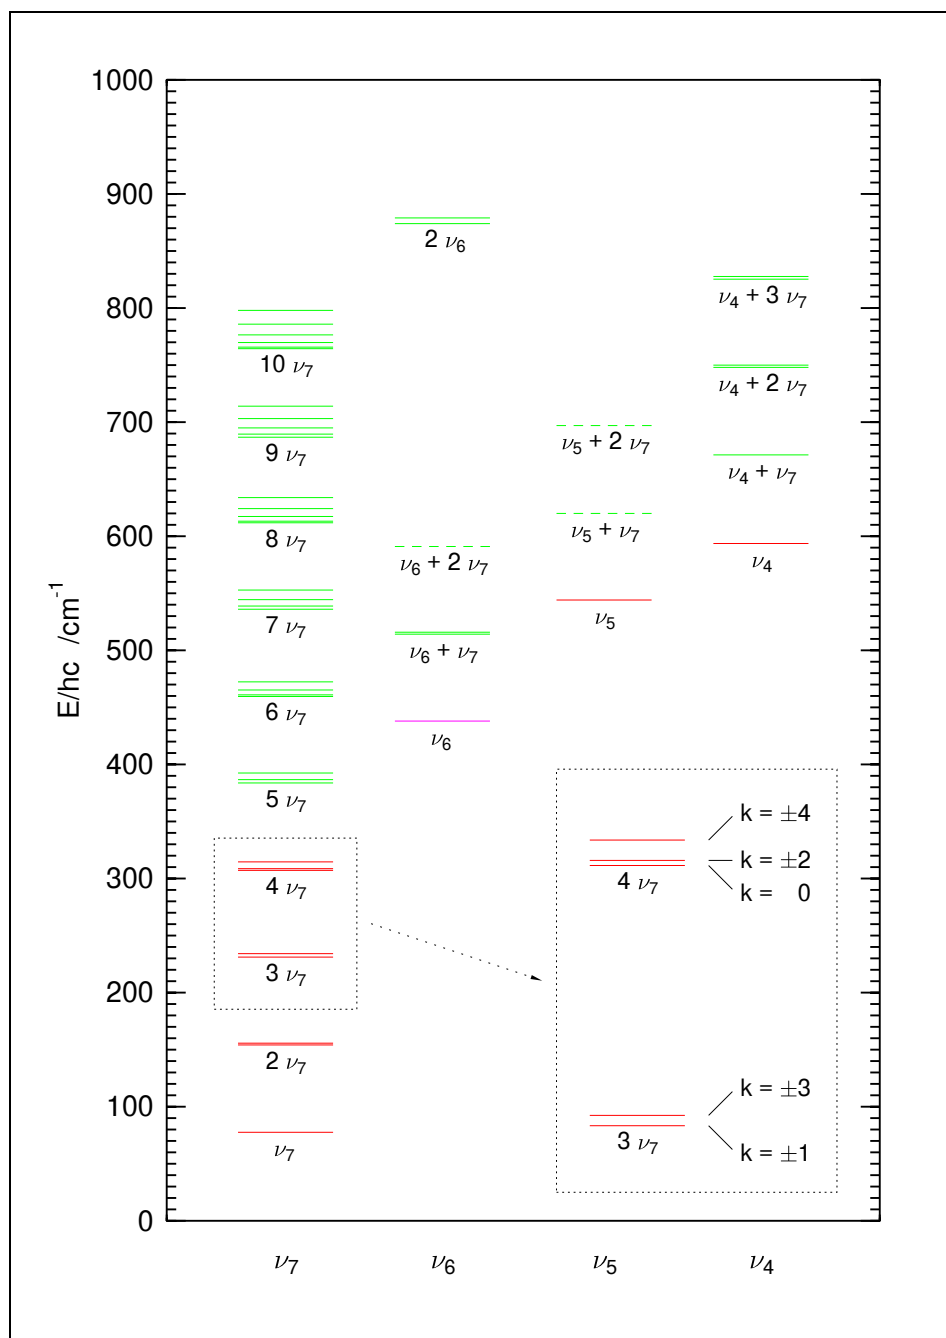 1000
900
2 ν6
ν4 + 3 ν7
800
10 ν7
ν4 + 2 ν7
700
9 ν7
ν5 + 2 ν7
ν4 + ν7
600
8 ν7
ν6 + 2 ν7
ν5 + ν7
ν4
E/hc /cm-1
7 ν7
ν5
500
ν6 + ν7
6 ν7
ν6
400
5 ν7
k = ±4
300
4 ν7
4 ν7
k = ±2
k = 0
3 ν7
200
2 ν7
100
k = ±3
ν7
3 ν7
k = ±1
0
ν7 ν6 ν5 ν4